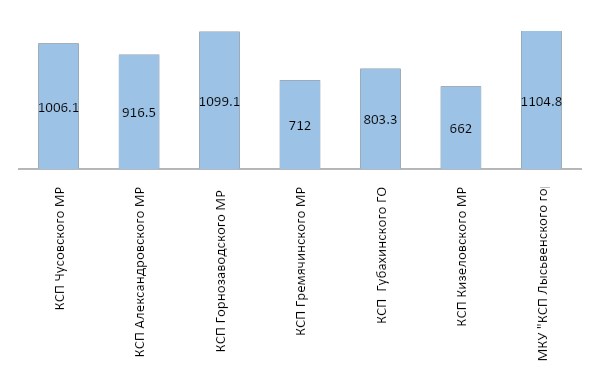 1006.1
916.5
1099.1
712
803.3
662
1104.8
КСП Чусовского МР
КСП Александровского МР
КСП Горнозаводского МР
КСП Гремячинского МР
КСП  Губахинского ГО
КСП Кизеловского МР
МКУ "КСП Лысьвенского го